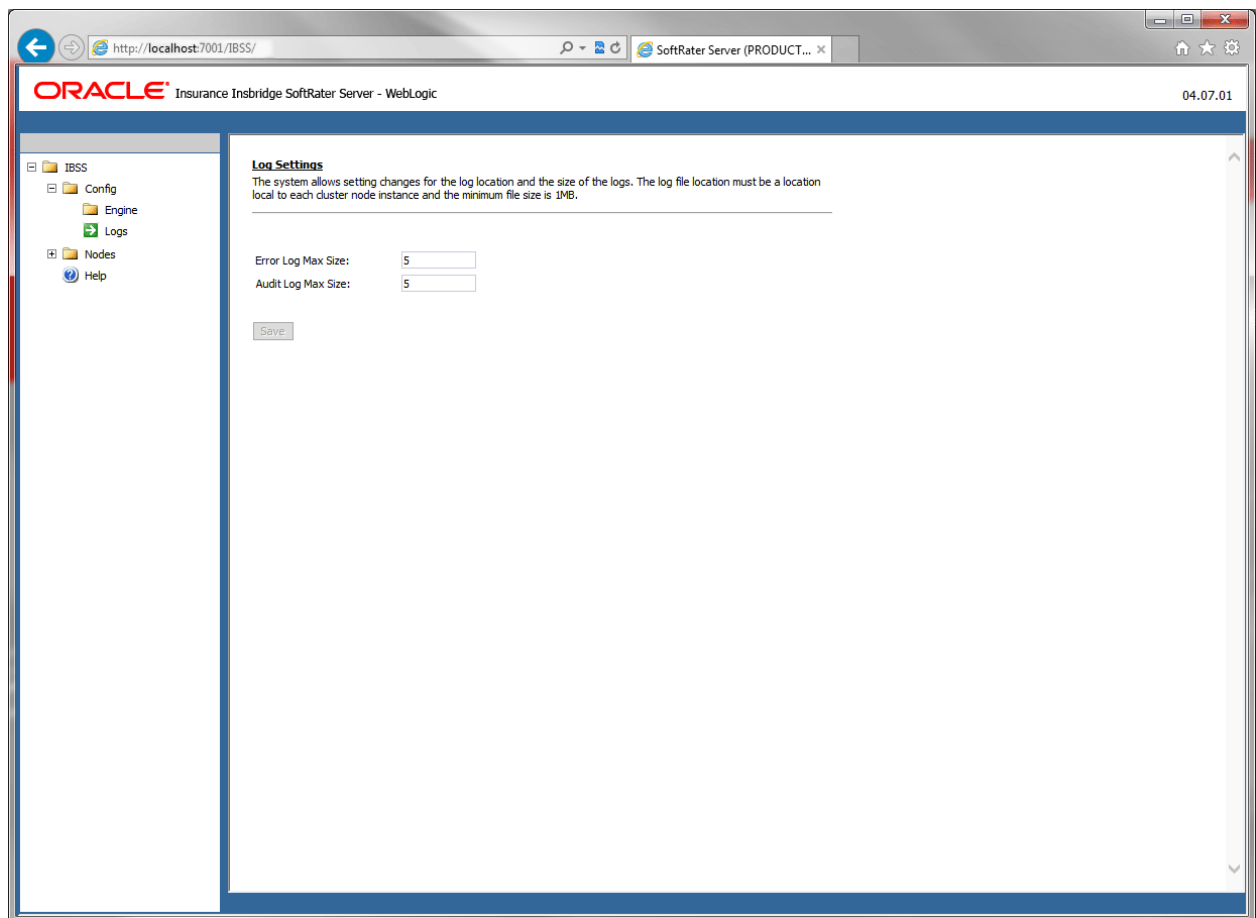 http://localhost:7001/IBSS/
SoftRater Server (PRODUCT...
ORACLE Insurance Insbridge SoftRater Server - WebLogic
04.07.01
IBSS
Config
Engine
Logs
Nodes
Help
Log Settings
The system allows setting changes for the log location and the size of the logs. The log file location must be a location
local to each cluster node instance and the minimum file size is 1MB.
Error Log Max Size: 5
Audit Log Max Size: 5
Save